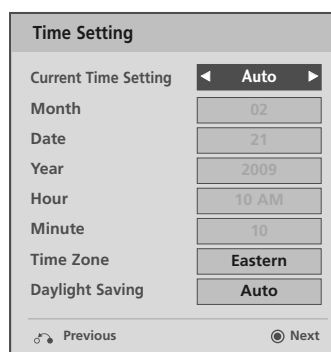 Time Setting
Current Time Setting Auto
Month 02
Date 21
Year 2009
Hour 10 AM
Minute 10
Time Zone Eastern
Daylight Saving Auto
Previous Next